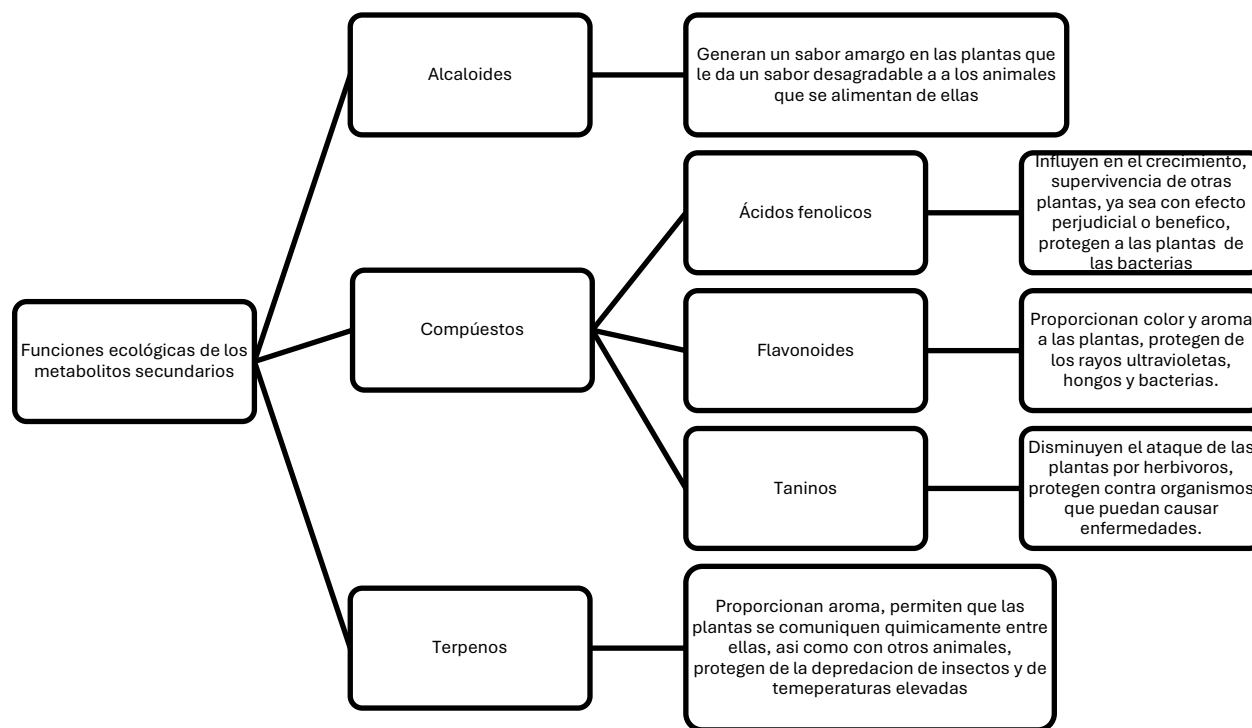 Funciones ecológicas de los
metabolitos secundarios
Alcaloides
Generan un sabor amargo en las plantas que
le da un sabor desagradable a a los animales
que se alimentan de ellas
Compúestos
Ácidos fenolicos
Influyen en el crecimiento,
supervivencia de otras
plantas, ya sea con efecto
perjudicial o benefico,
protegen a las plantas  de
las bacterias
Flavonoides
Proporcionan color y aroma
a las plantas, protegen de
los rayos ultravioletas,
hongos y bacterias.
Taninos
Disminuyen el ataque de las
plantas por herbivoros,
protegen contra organismos
que puedan causar
enfermedades.
Terpenos
Proporcionan aroma, permiten que las
plantas se comuniquen quimicamente entre
ellas, asi como con otros animales,
protegen de la depredacion de insectos y de
temeperaturas elevadas